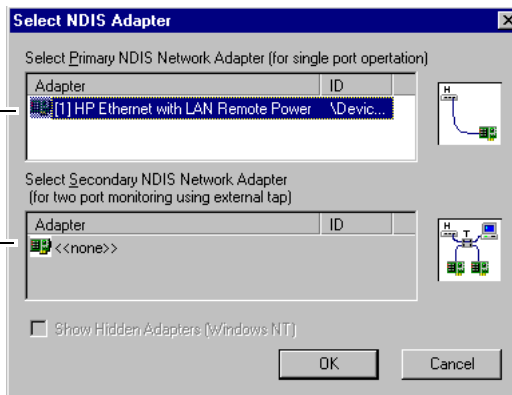 Select NDIS Adapter
Select Primary NDIS Network Adapter (for single port opertation)
Adapter ID
[1] HP Ethernet with LAN Remote Power \Devic...
H
Select Secondary NDIS Network Adapter
(for two port monitoring using external tap)
Adapter ID
<<none>>
H T
Show Hidden Adapters (Windows NT)
OK Cancel